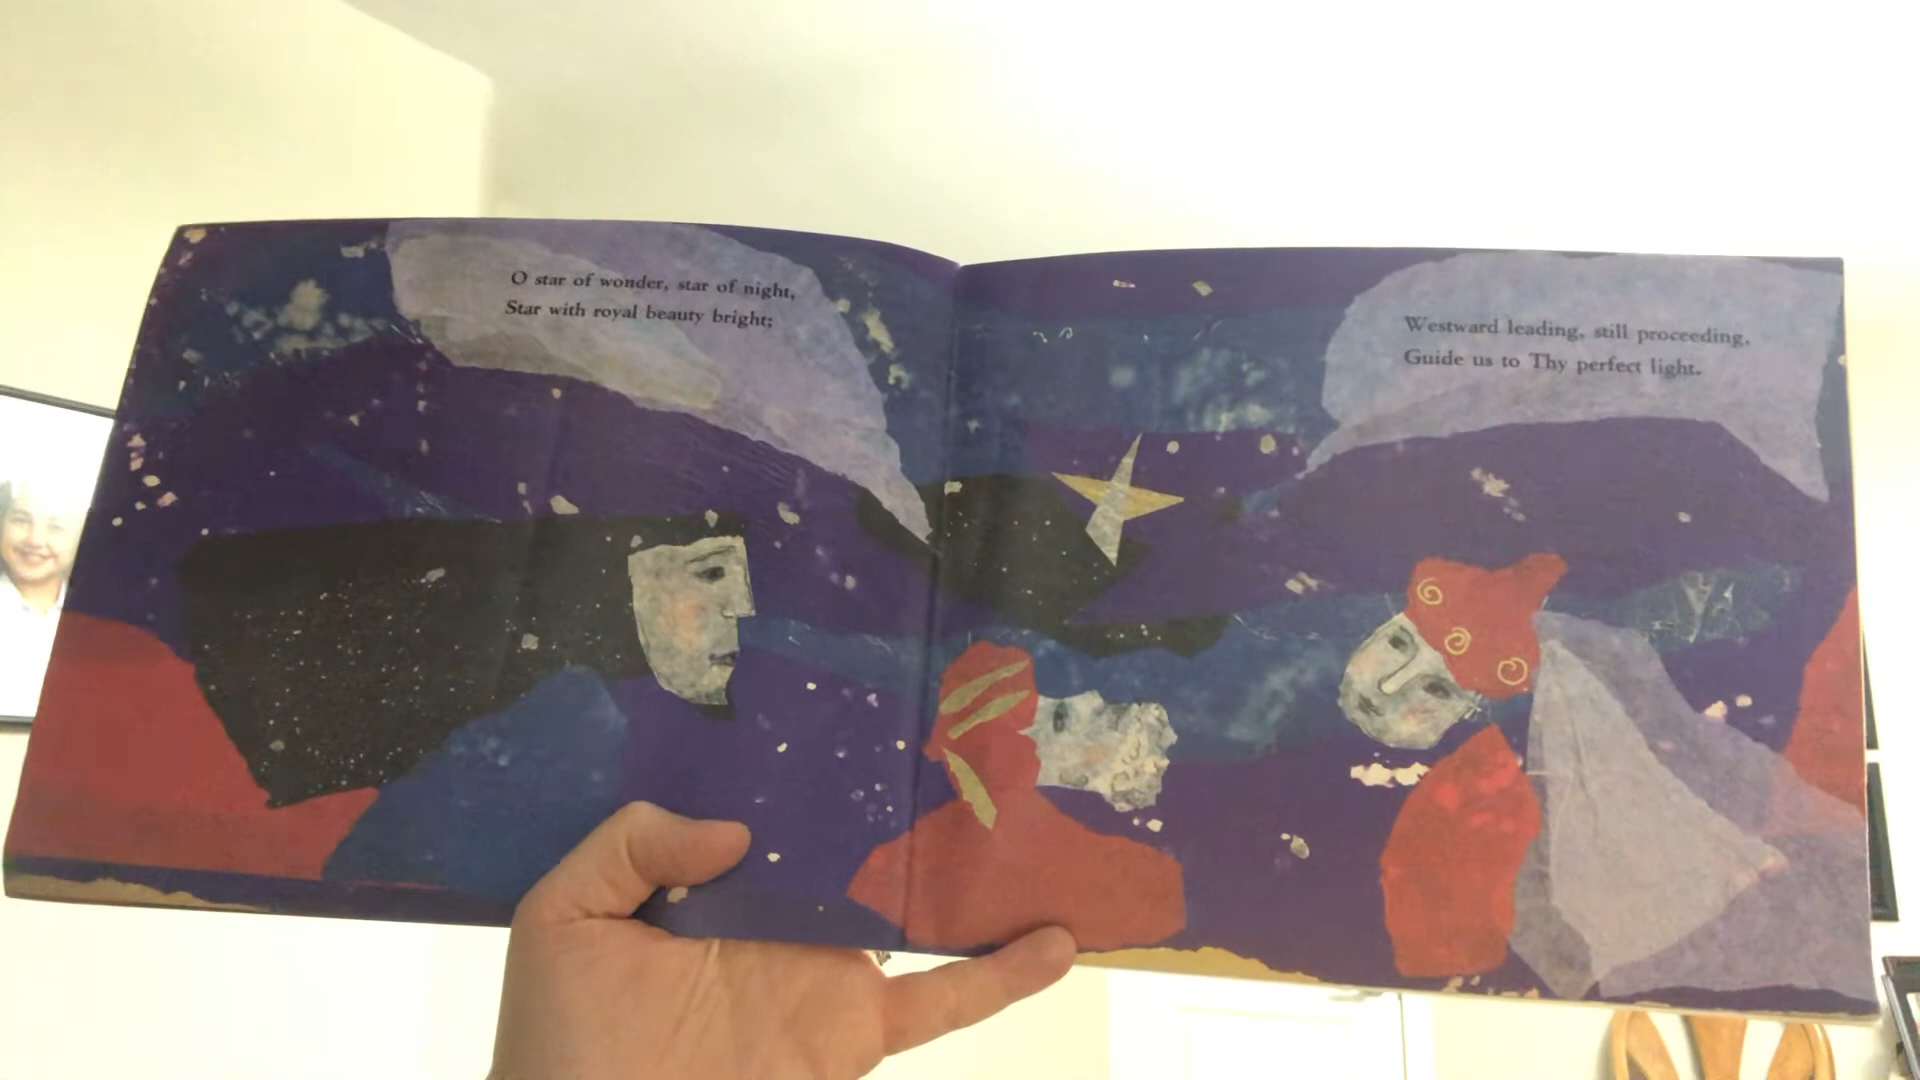 O star of wonder, star of night,
Star with royal beauty bright;
Westward leading, still proceeding,
Guide us to Thy perfect light.